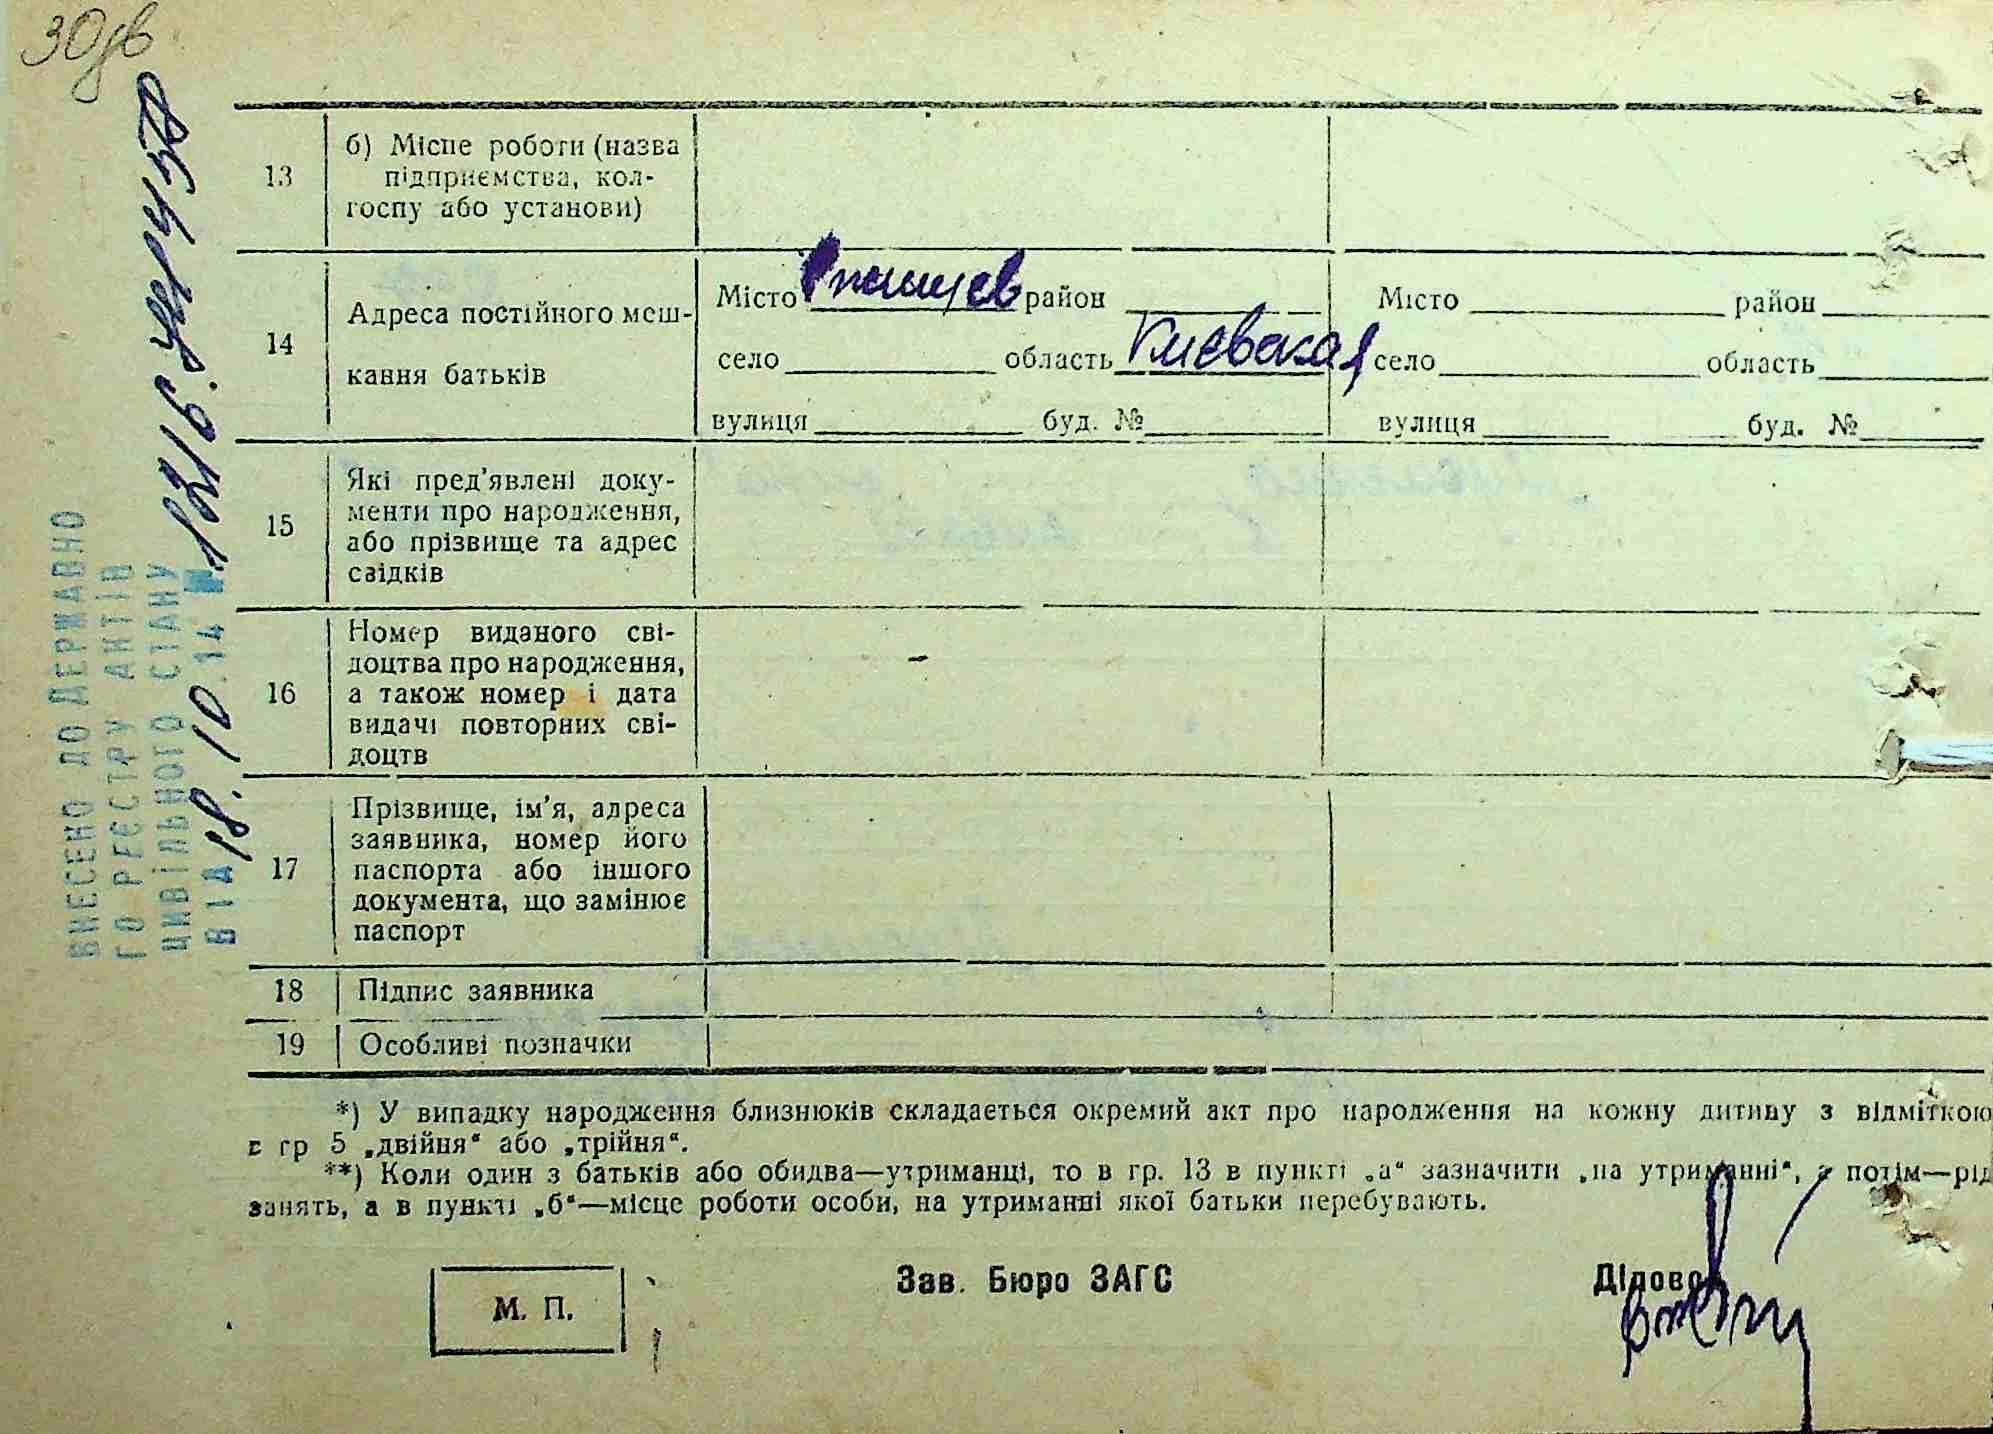 30зв
ВНЕСЕНО ДО ДЕРЖАВНО
ГО РЕЄСТРУ АКТІВ
ЦИВІЛЬНОГО СТАНУ
ВІД 18.10.14 №
13 б) Місце роботи (назва
підприємства, кол-
госпу або установи)
14 Адреса постійного меш-
кання батьків
Місто Ржищев район
село область Киевская
вулиця буд. №
Місто район
село область
вулиця буд. №
15 Які пред'явлені доку-
менти про народження,
або прізвище та адрес
свідків
16 Номер виданого сві-
доцтва про народження,
а також номер і дата
видачі повторних сві-
доцтв
17 Прізвище, ім'я, адреса
заявника, номер його
паспорта або іншого
документа, що замінює
паспорт
18 Підпис заявника
19 Особливі позначки
*) У випадку народження близнюків складається окремий акт про народження на кожну дитину з відміткою
в гр 5 „двійня“ або „трійня“.
**) Коли один з батьків або обидва—утриманці, то в гр. 13 в пункті „а“ зазначити „на утриманні“, а потім—рід
занять, а в пункті „б“—місце роботи особи, на утриманні якої батьки перебувають.
М. П.
Зав. Бюро ЗАГС
Діловод